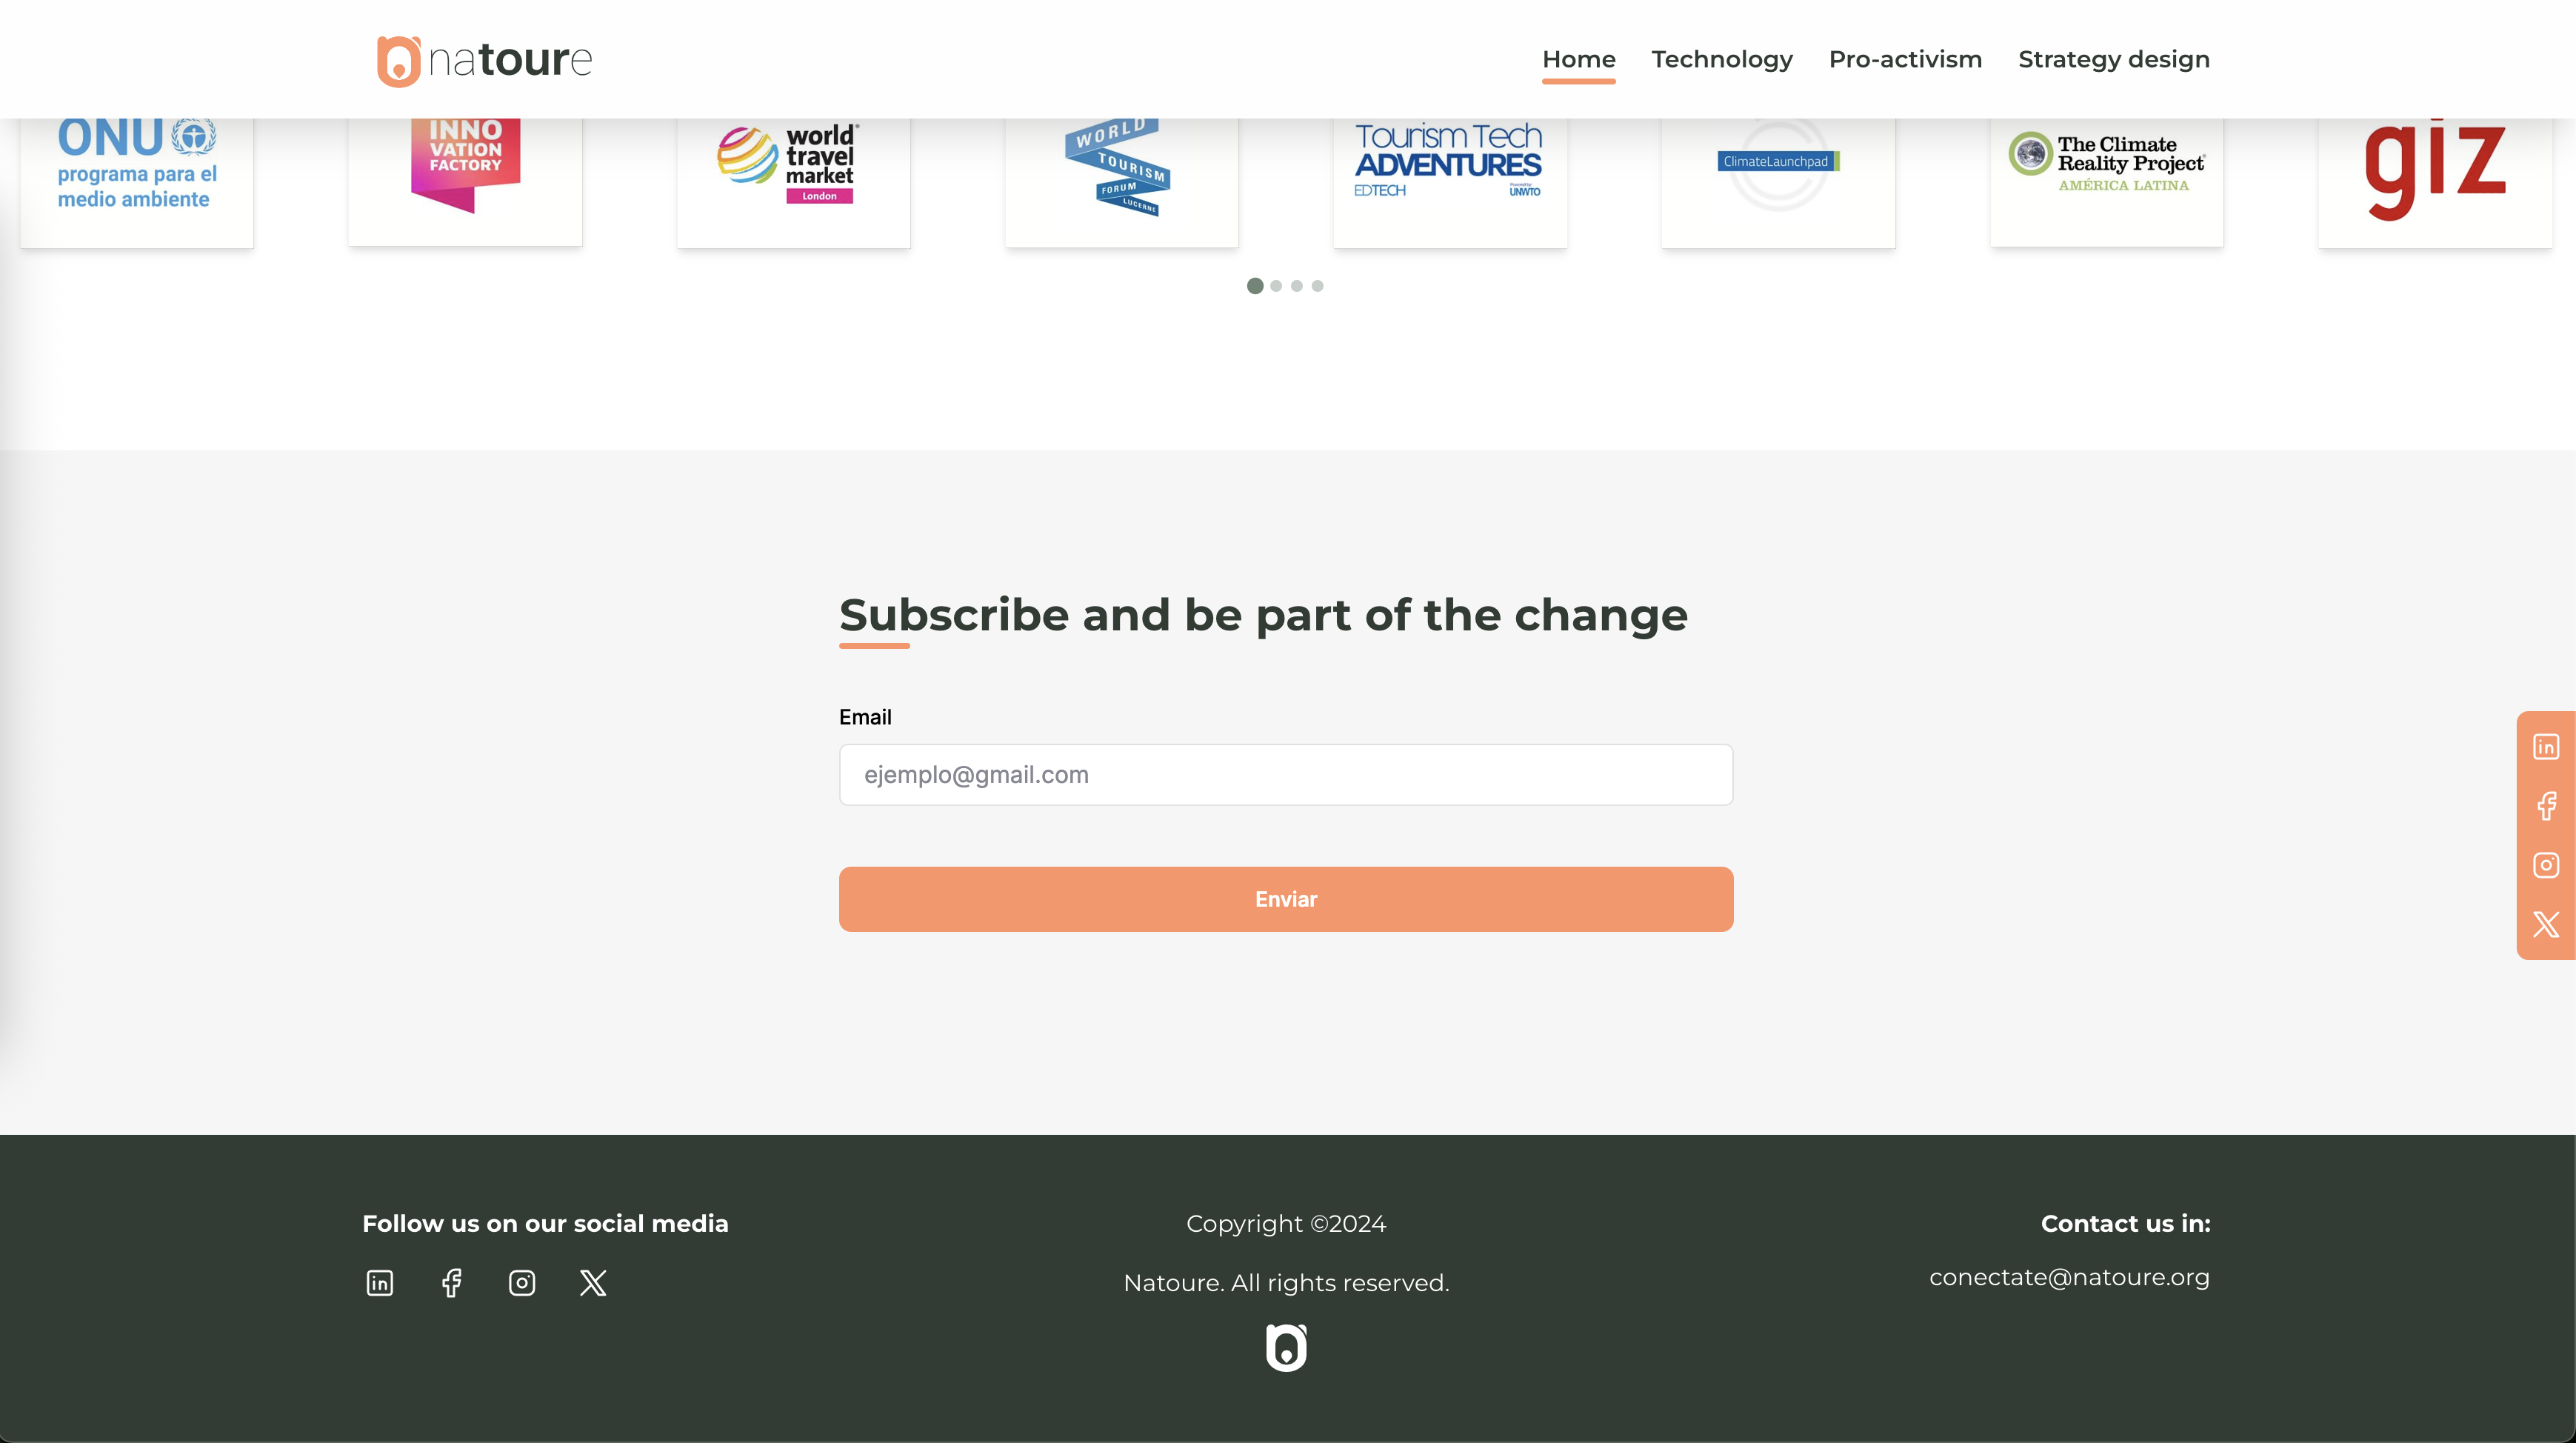 natoure
Home Technology Pro-activism Strategy design
ONU
programa para el
medio ambiente
INNO
VATION
FACTORY
world
travel
market
London
WORLD
TOURISM
FORUM
LUCERNE
Tourism Tech
ADVENTURES
EDTECH
Powered by:
UNWTO
ClimateLaunchpad
The Climate
Reality Project
AMÉRICA LATINA
giz
Subscribe and be part of the change
Email
ejemplo@gmail.com
Enviar
Follow us on our social media
Copyright ©2024
Natoure. All rights reserved.
Contact us in:
conectate@natoure.org